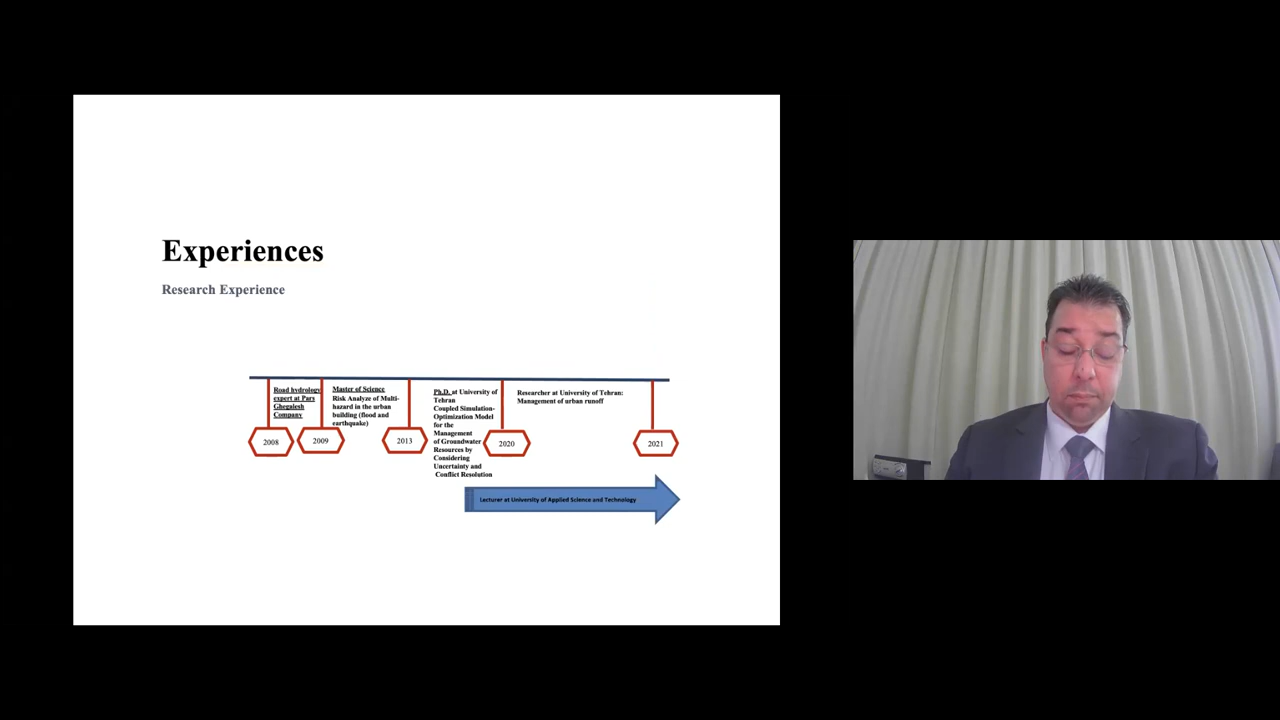 Experiences
Research Experience
Road hydrology
expert at Pars
Ghegaiesh
Company
Master of Science
Risk Analyze of Multi-
hazard in the urban
building (flood and
earthquake)
Ph.D. at University of
Tehran
Coupled Simulation-
Optimization Model
for the
Management
of Groundwater
Resources by
Considering
Uncertainty and
Conflict Resolution
Researcher at University of Tehran:
Management of urban runoff
2008
2009
2013
2020
2021
Lecturer at University of Applied Science and Technology